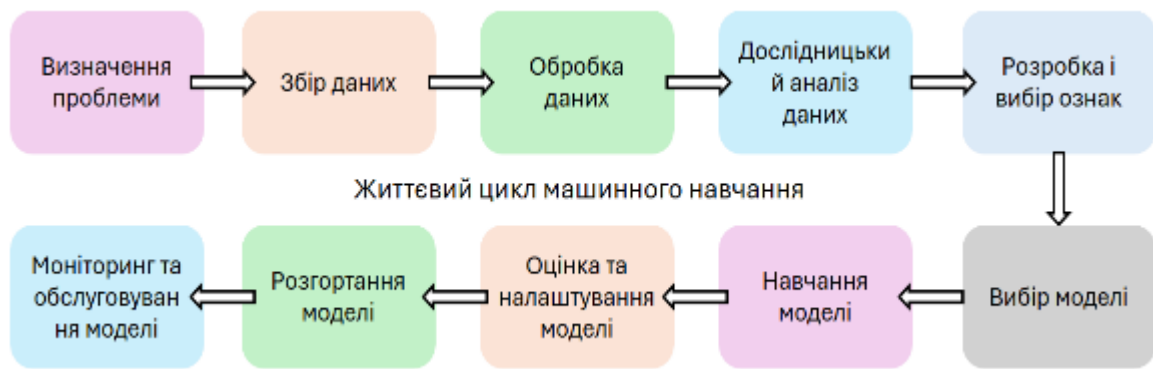 Визначення
проблеми
Збір даних
Обробка
даних
Дослідницьки
й аналіз
даних
Розробка і
вибір ознак
Життєвий цикл машинного навчання
Моніторинг та
обслуговуван
ня моделі
Розгортання
моделі
Оцінка та
налаштування
моделі
Навчання
моделі
Вибір моделі